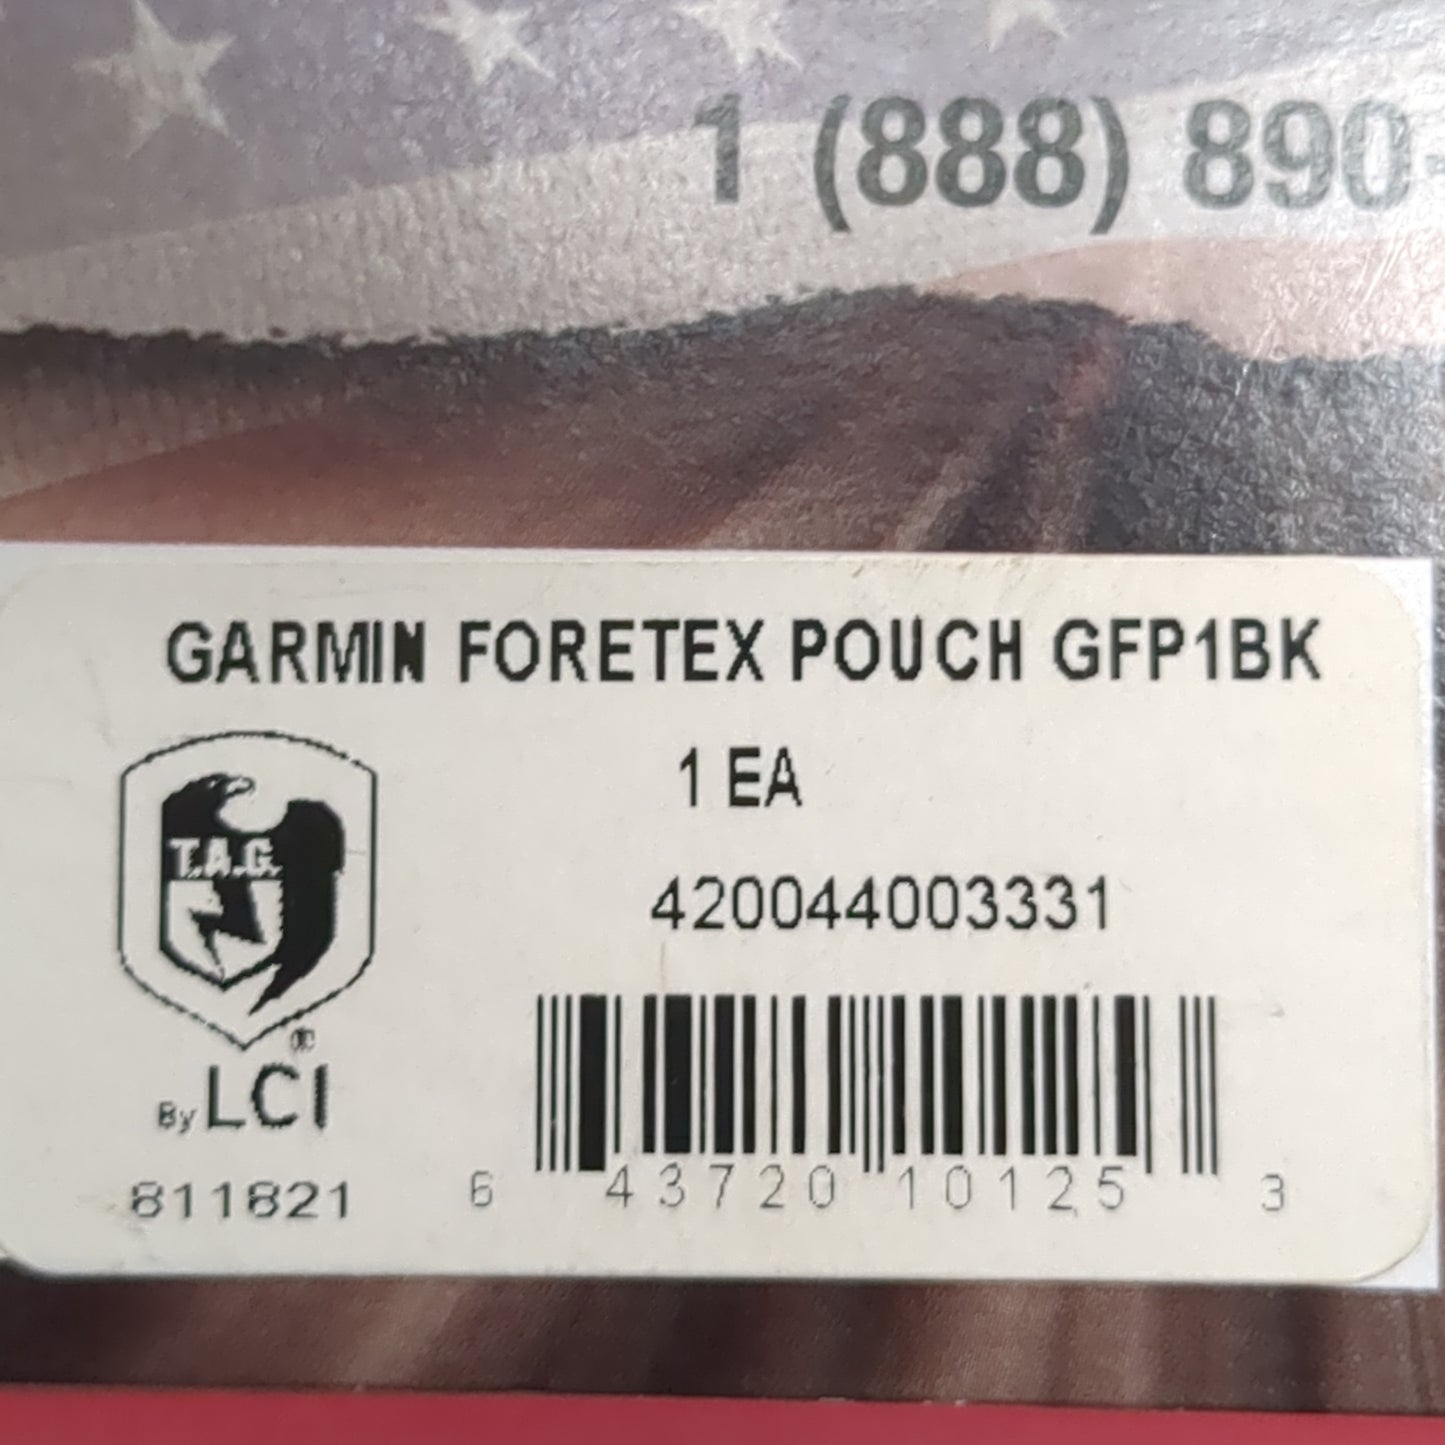 1 (888) 890-
GARMIN FORETEX POUCH GFP1BK
1 EA
420044003331
T.A.G.
®
By LCI
811821
6 43720 10125 3